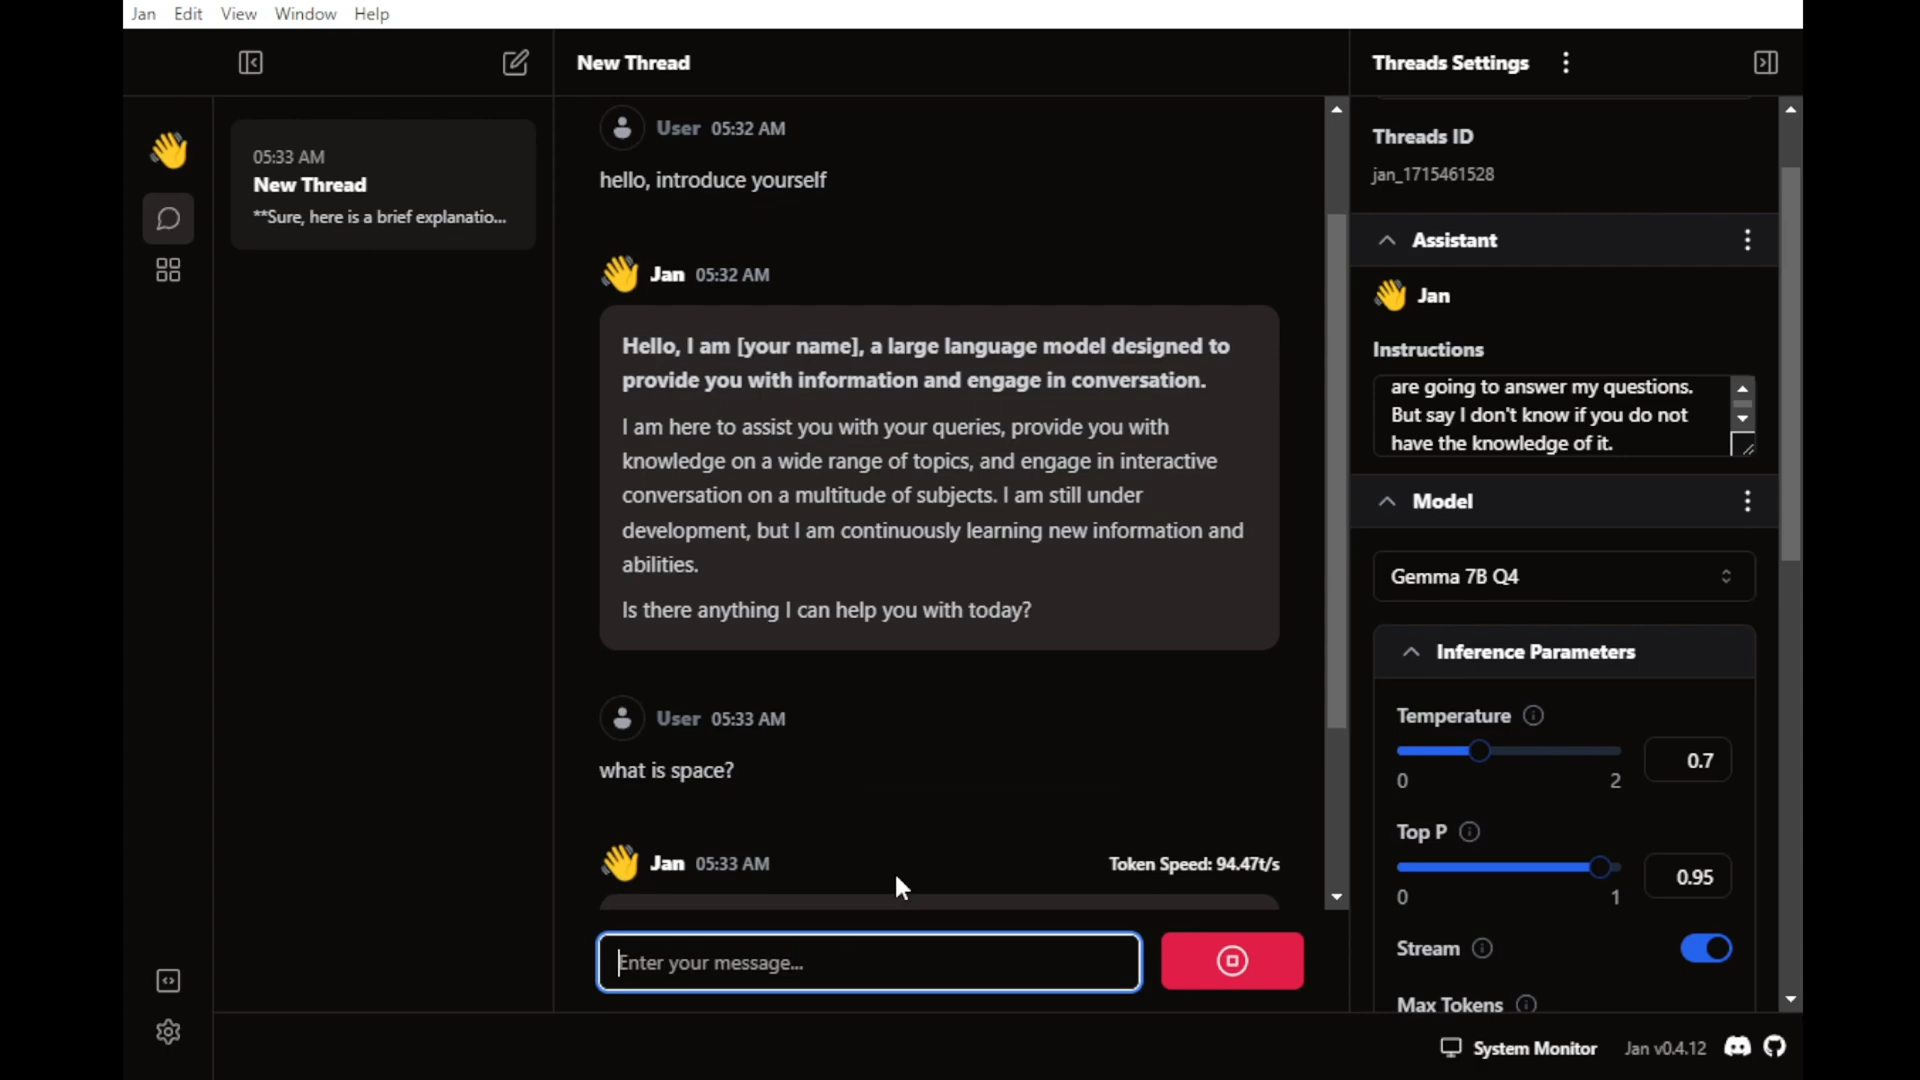 Jan Edit View Window Help
New Thread
Threads Settings
05:33 AM
New Thread
**Sure, here is a brief explanatio...
User 05:32 AM
hello, introduce yourself
Jan 05:32 AM
Hello, I am [your name], a large language model designed to
provide you with information and engage in conversation.
I am here to assist you with your queries, provide you with
knowledge on a wide range of topics, and engage in interactive
conversation on a multitude of subjects. I am still under
development, but I am continuously learning new information and
abilities.
Is there anything I can help you with today?
User 05:33 AM
what is space?
Jan 05:33 AM
Token Speed: 94.47t/s
Enter your message...
Threads ID
jan_1715461528
Assistant
Jan
Instructions
are going to answer my questions.
But say I don't know if you do not
have the knowledge of it.
Model
Gemma 7B Q4
Inference Parameters
Temperature
0.7
0 2
Top P
0.95
0 1
Stream
Max Tokens
System Monitor Jan v0.4.12